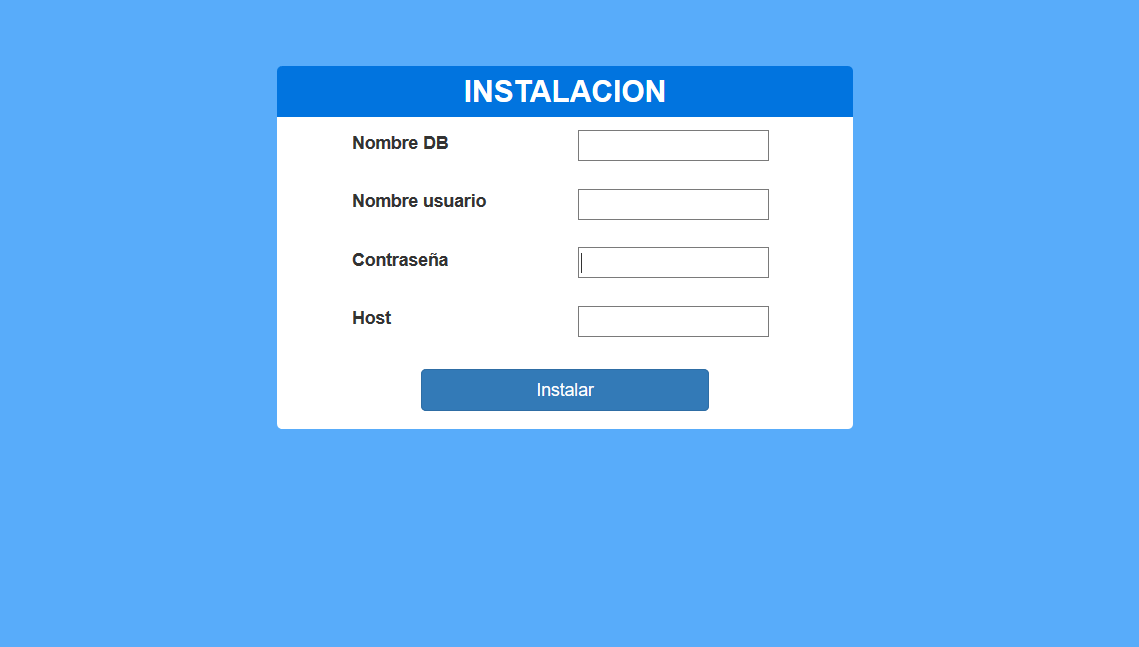 INSTALACION
Nombre DB
Nombre usuario
Contraseña
Host
Instalar